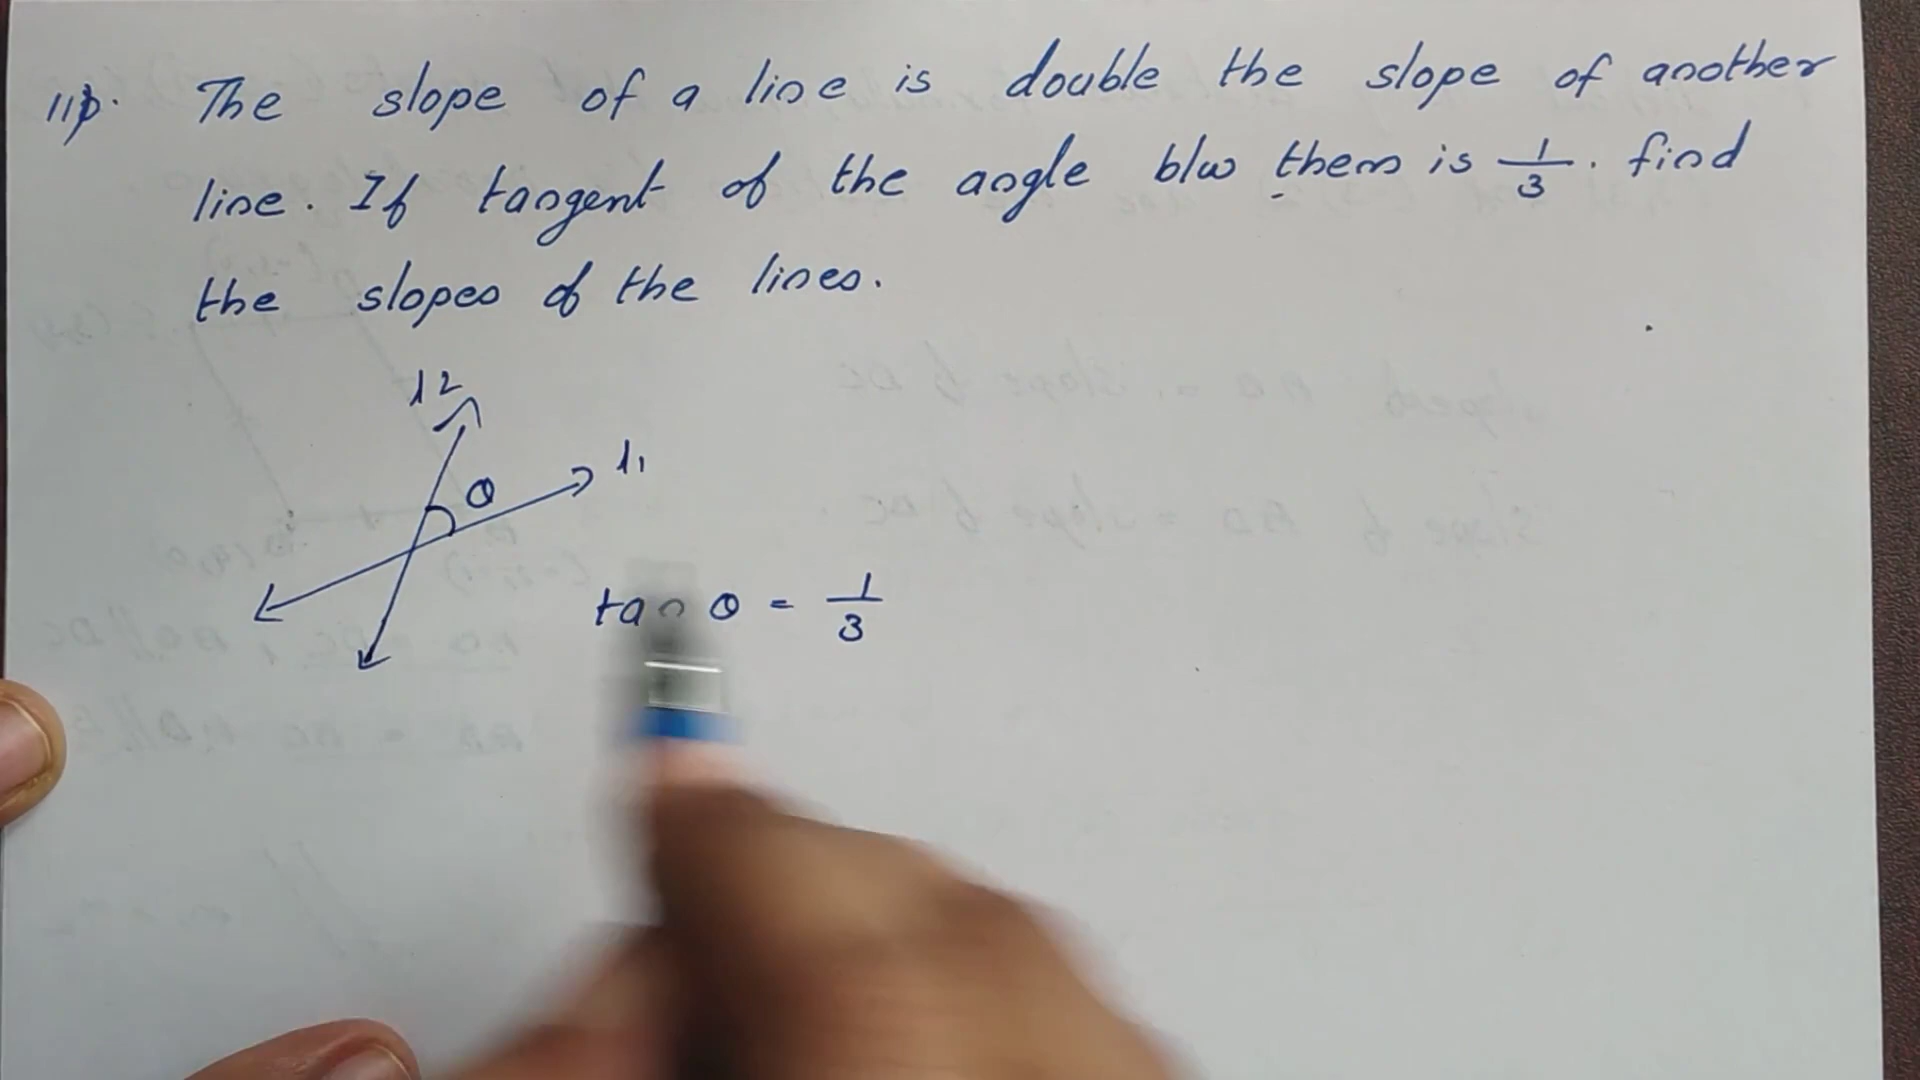 11). The slope of a line is double the slope of another
line. If tangent of the angle b/w them is 1/3. find
the slopes of the lines.
l2
l1
θ
tan θ = 1/3